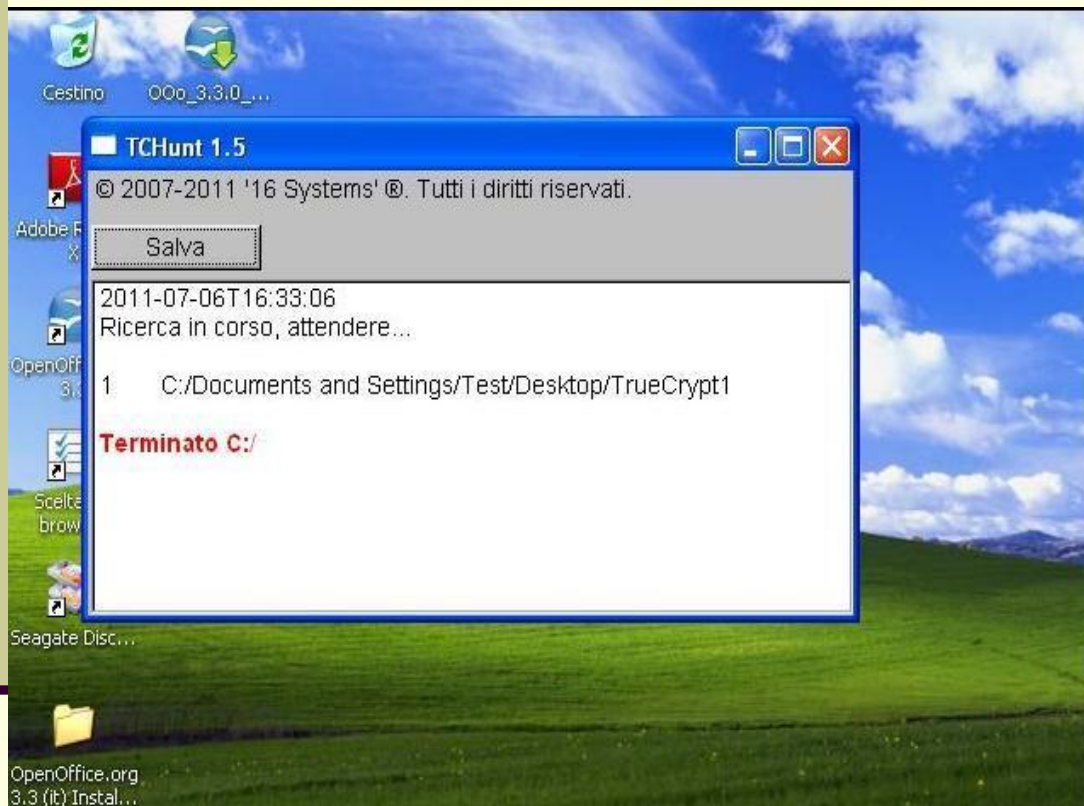 Cestino
OOo_3.3.0_...
TCHunt 1.5
© 2007-2011 '16 Systems' ®. Tutti i diritti riservati.
Adobe R
X
Salva
2011-07-06T16:33:06
Ricerca in corso, attendere...
OpenOff
3.
1 C:/Documents and Settings/Test/Desktop/TrueCrypt1
Terminato C:/
Scelta
brow
Seagate Disc...
OpenOffice.org
3.3 (it) Instal...